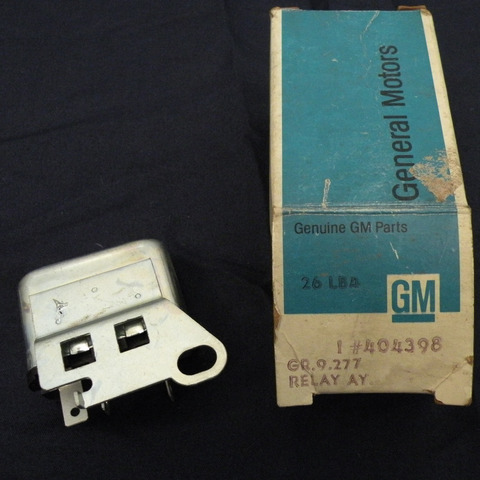 General Motors
Genuine GM Parts
26 LBA
GM
1 #404398
GR.9.277
RELAY AY.